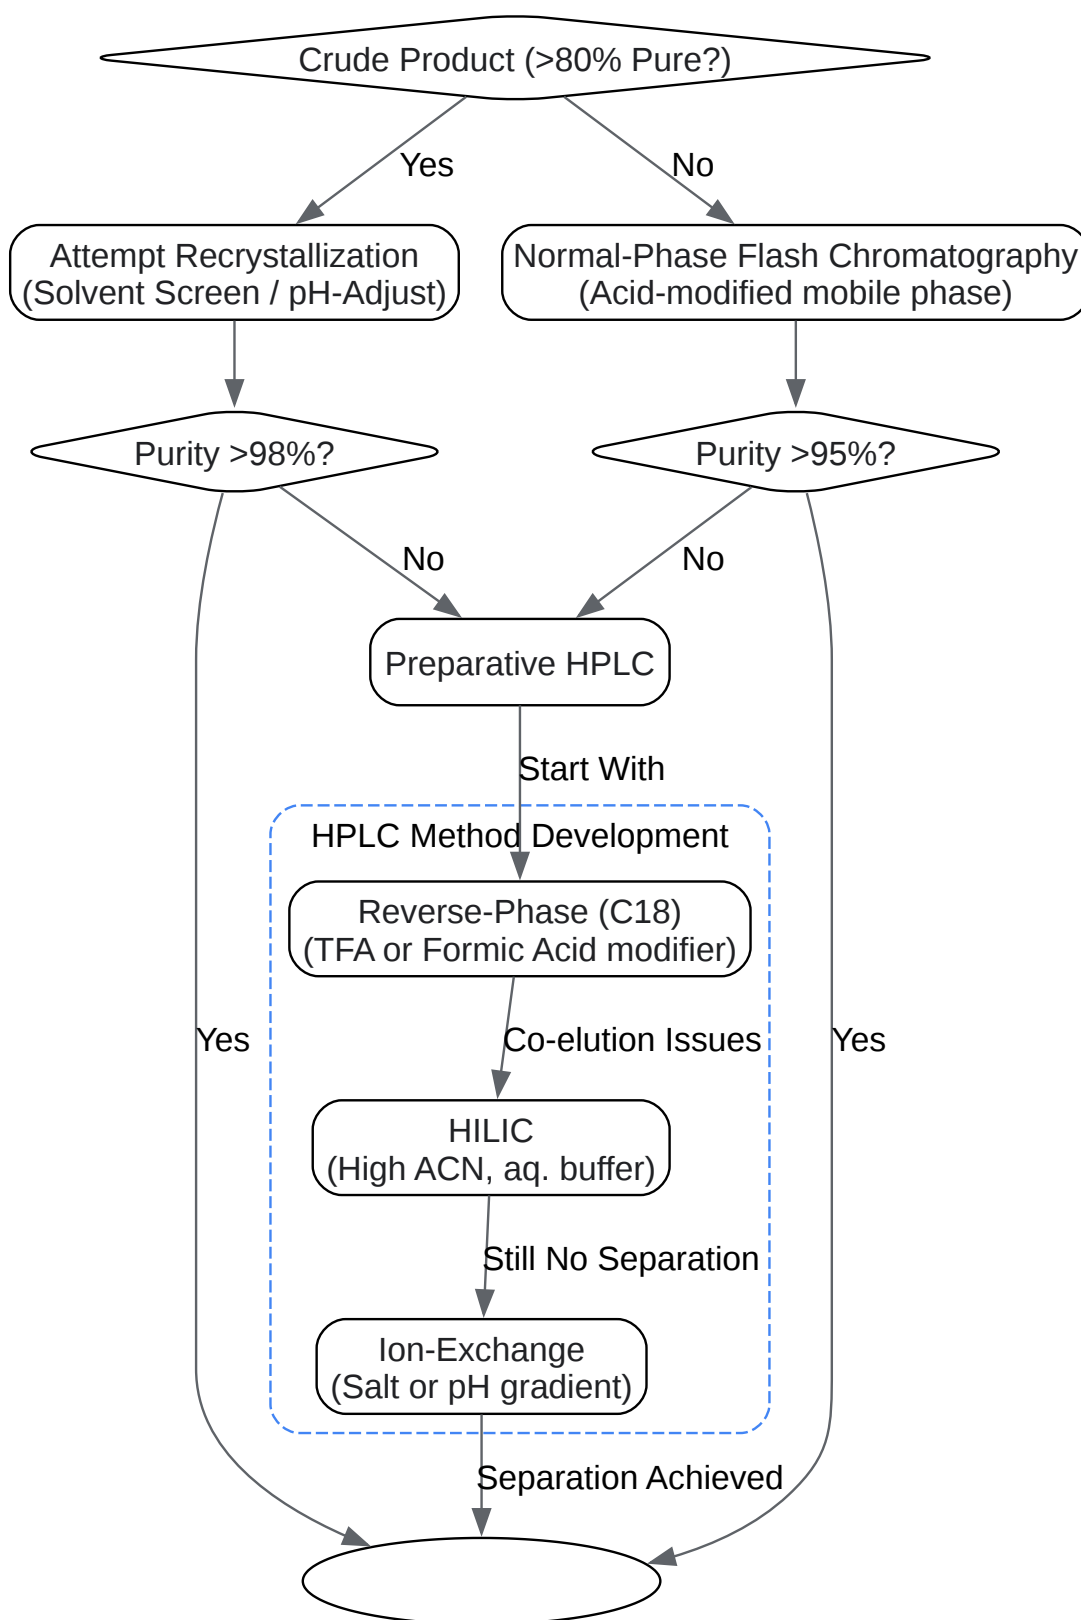 Crude Product (>80% Pure?)
Yes
No
Attempt Recrystallization
(Solvent Screen / pH-Adjust)
Normal-Phase Flash Chromatography
(Acid-modified mobile phase)
Purity >98%?
Purity >95%?
No
No
Preparative HPLC
Start With
HPLC Method Development
Reverse-Phase (C18)
(TFA or Formic Acid modifier)
Yes
Co-elution Issues
Yes
HILIC
(High ACN, aq. buffer)
Still No Separation
Ion-Exchange
(Salt or pH gradient)
Separation Achieved